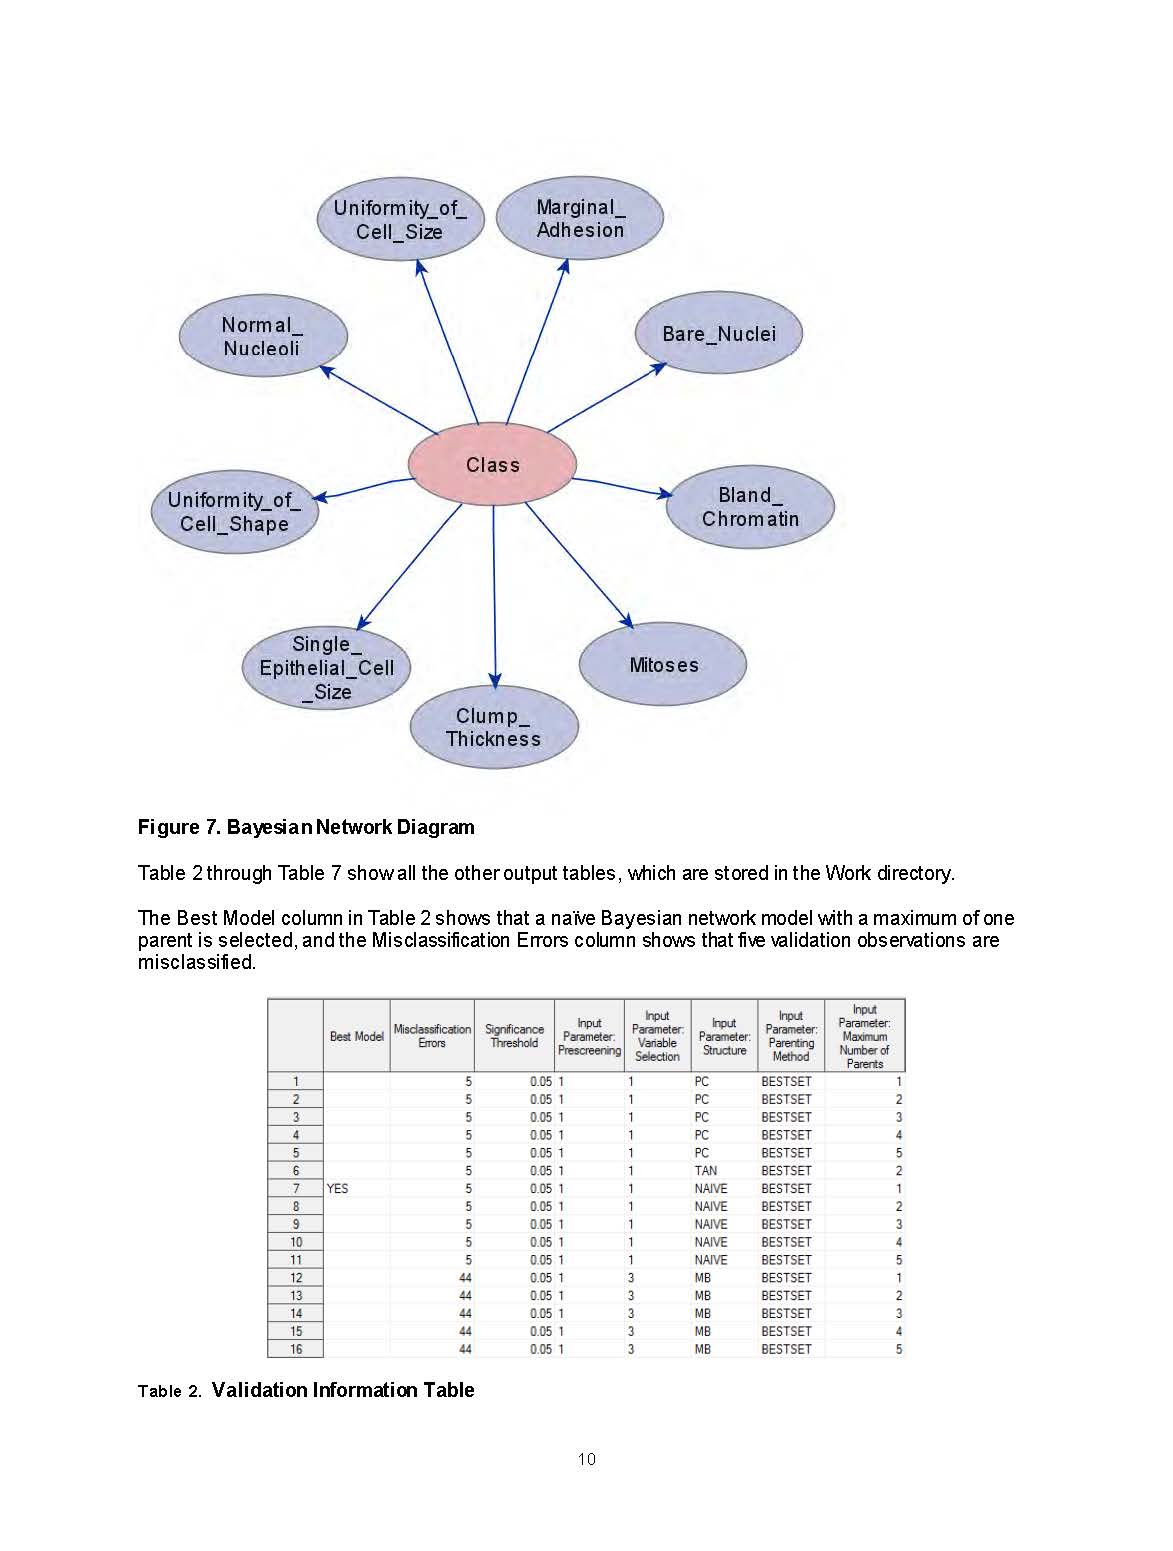 Uniformity_of_
Cell_Size
Marginal_
Adhesion
Normal_
Nucleoli
Bare_Nuclei
Class
Uniformity_of_
Cell_Shape
Bland_
Chromatin
Single_
Epithelial_Cell
_Size
Mitoses
Clump_
Thickness
Figure 7. Bayesian Network Diagram
Table 2 through Table 7 show all the other output tables, which are stored in the Work directory.
The Best Model column in Table 2 shows that a naïve Bayesian network model with a maximum of one
parent is selected, and the Misclassification Errors column shows that five validation observations are
misclassified.
Best Model
Misclassification
Errors
Significance
Threshold
Input
Parameter:
Prescreening
Input
Parameter:
Variable
Selection
Input
Parameter:
Structure
Input
Parameter:
Parenting
Method
Input
Parameter:
Maximum
Number of
Parents
1 5 0.05 1 1 PC BESTSET 1
2 5 0.05 1 1 PC BESTSET 2
3 5 0.05 1 1 PC BESTSET 3
4 5 0.05 1 1 PC BESTSET 4
5 5 0.05 1 1 PC BESTSET 5
6 5 0.05 1 1 TAN BESTSET 2
7 YES 5 0.05 1 1 NAIVE BESTSET 1
8 5 0.05 1 1 NAIVE BESTSET 2
9 5 0.05 1 1 NAIVE BESTSET 3
10 5 0.05 1 1 NAIVE BESTSET 4
11 5 0.05 1 1 NAIVE BESTSET 5
12 44 0.05 1 3 MB BESTSET 1
13 44 0.05 1 3 MB BESTSET 2
14 44 0.05 1 3 MB BESTSET 3
15 44 0.05 1 3 MB BESTSET 4
16 44 0.05 1 3 MB BESTSET 5
Table 2. Validation Information Table
10